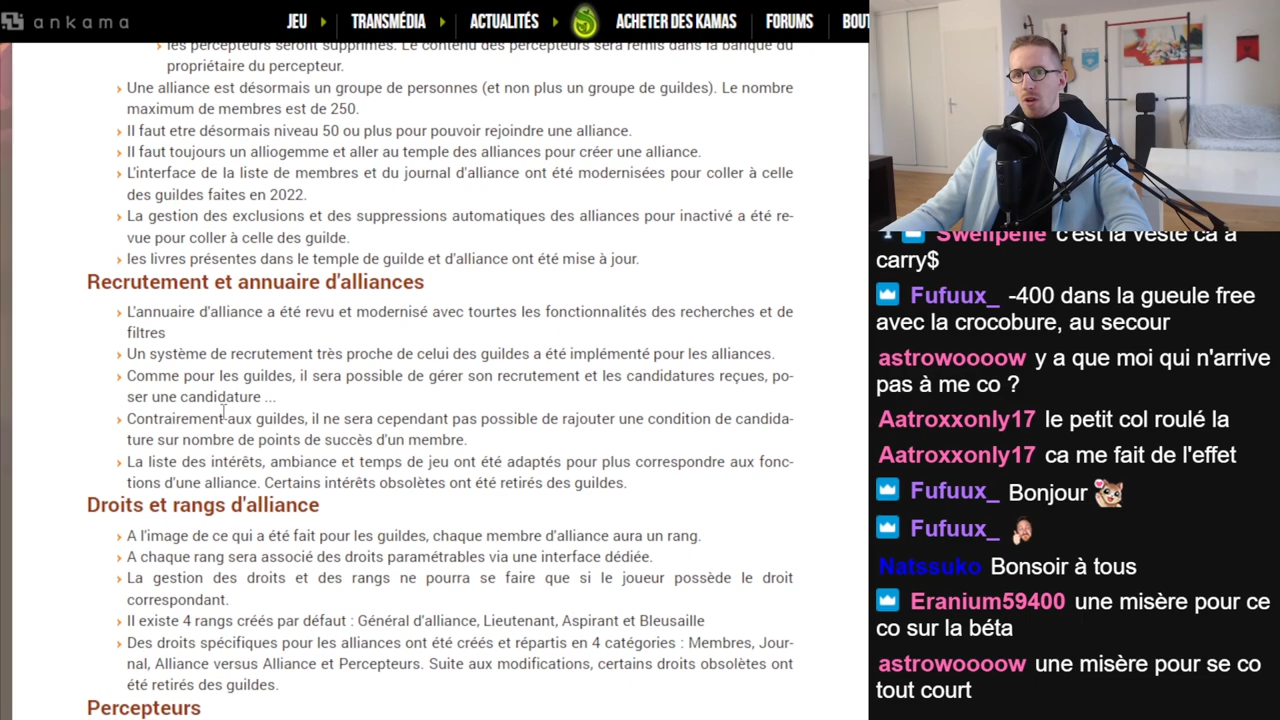 ankama
JEU
TRANSMÉDIA
ACTUALITÉS
ACHETER DES KAMAS
FORUMS
BOUT
les percepteurs seront supprimés. Le contenu des percepteurs sera remis dans la banque du
propriétaire du percepteur.
Une alliance est désormais un groupe de personnes (et non plus un groupe de guildes). Le nombre
maximum de membres est de 250.
Il faut etre désormais niveau 50 ou plus pour pouvoir rejoindre une alliance.
Il faut toujours un alliogemme et aller au temple des alliances pour créer une alliance.
L'interface de la liste de membres et du journal d'alliance ont été modernisées pour coller à celle
des guildes faites en 2022.
La gestion des exclusions et des suppressions automatiques des alliances pour inactivé a été re-
vue pour coller à celle des guilde.
les livres présentes dans le temple de guilde et d'alliance ont été mise à jour.
Recrutement et annuaire d'alliances
L'annuaire d'alliance a été revu et modernisé avec tourtes les fonctionnalités des recherches et de
filtres
Un système de recrutement très proche de celui des guildes a été implémenté pour les alliances.
Comme pour les guildes, il sera possible de gérer son recrutement et les candidatures reçues, po-
ser une candidature ...
Contrairement aux guildes, il ne sera cependant pas possible de rajouter une condition de candida-
ture sur nombre de points de succès d'un membre.
La liste des intérêts, ambiance et temps de jeu ont été adaptés pour plus correspondre aux fonc-
tions d'une alliance. Certains intérêts obsolètes ont été retirés des guildes.
Droits et rangs d'alliance
A l'image de ce qui a été fait pour les guildes, chaque membre d'alliance aura un rang.
A chaque rang sera associé des droits paramétrables via une interface dédiée.
La gestion des droits et des rangs ne pourra se faire que si le joueur possède le droit
correspondant.
Il existe 4 rangs créés par défaut : Général d'alliance, Lieutenant, Aspirant et Bleusaille
Des droits spécifiques pour les alliances ont été créés et répartis en 4 catégories : Membres, Jour-
nal, Alliance versus Alliance et Percepteurs. Suite aux modifications, certains droits obsolètes ont
été retirés des guildes.
Percepteurs
Swellpelle c'est la veste ca a
carry$
Fufuux_ -400 dans la gueule free
avec la crocobure, au secour
astrowoooow y a que moi qui n'arrive
pas à me co ?
Aatroxxonly17 le petit col roulé la
Aatroxxonly17 ca me fait de l'effet
Fufuux_ Bonjour
Fufuux_
Natssuko Bonsoir à tous
Eranium59400 une misère pour ce
co sur la béta
astrowoooow une misère pour se co
tout court